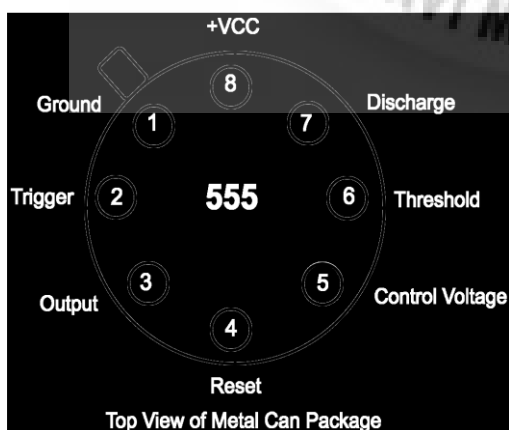 +VCC
8
Ground
1
7
Discharge
Trigger
2
555
6
Threshold
3
5
Output
Control Voltage
4
Reset
Top View of Metal Can Package